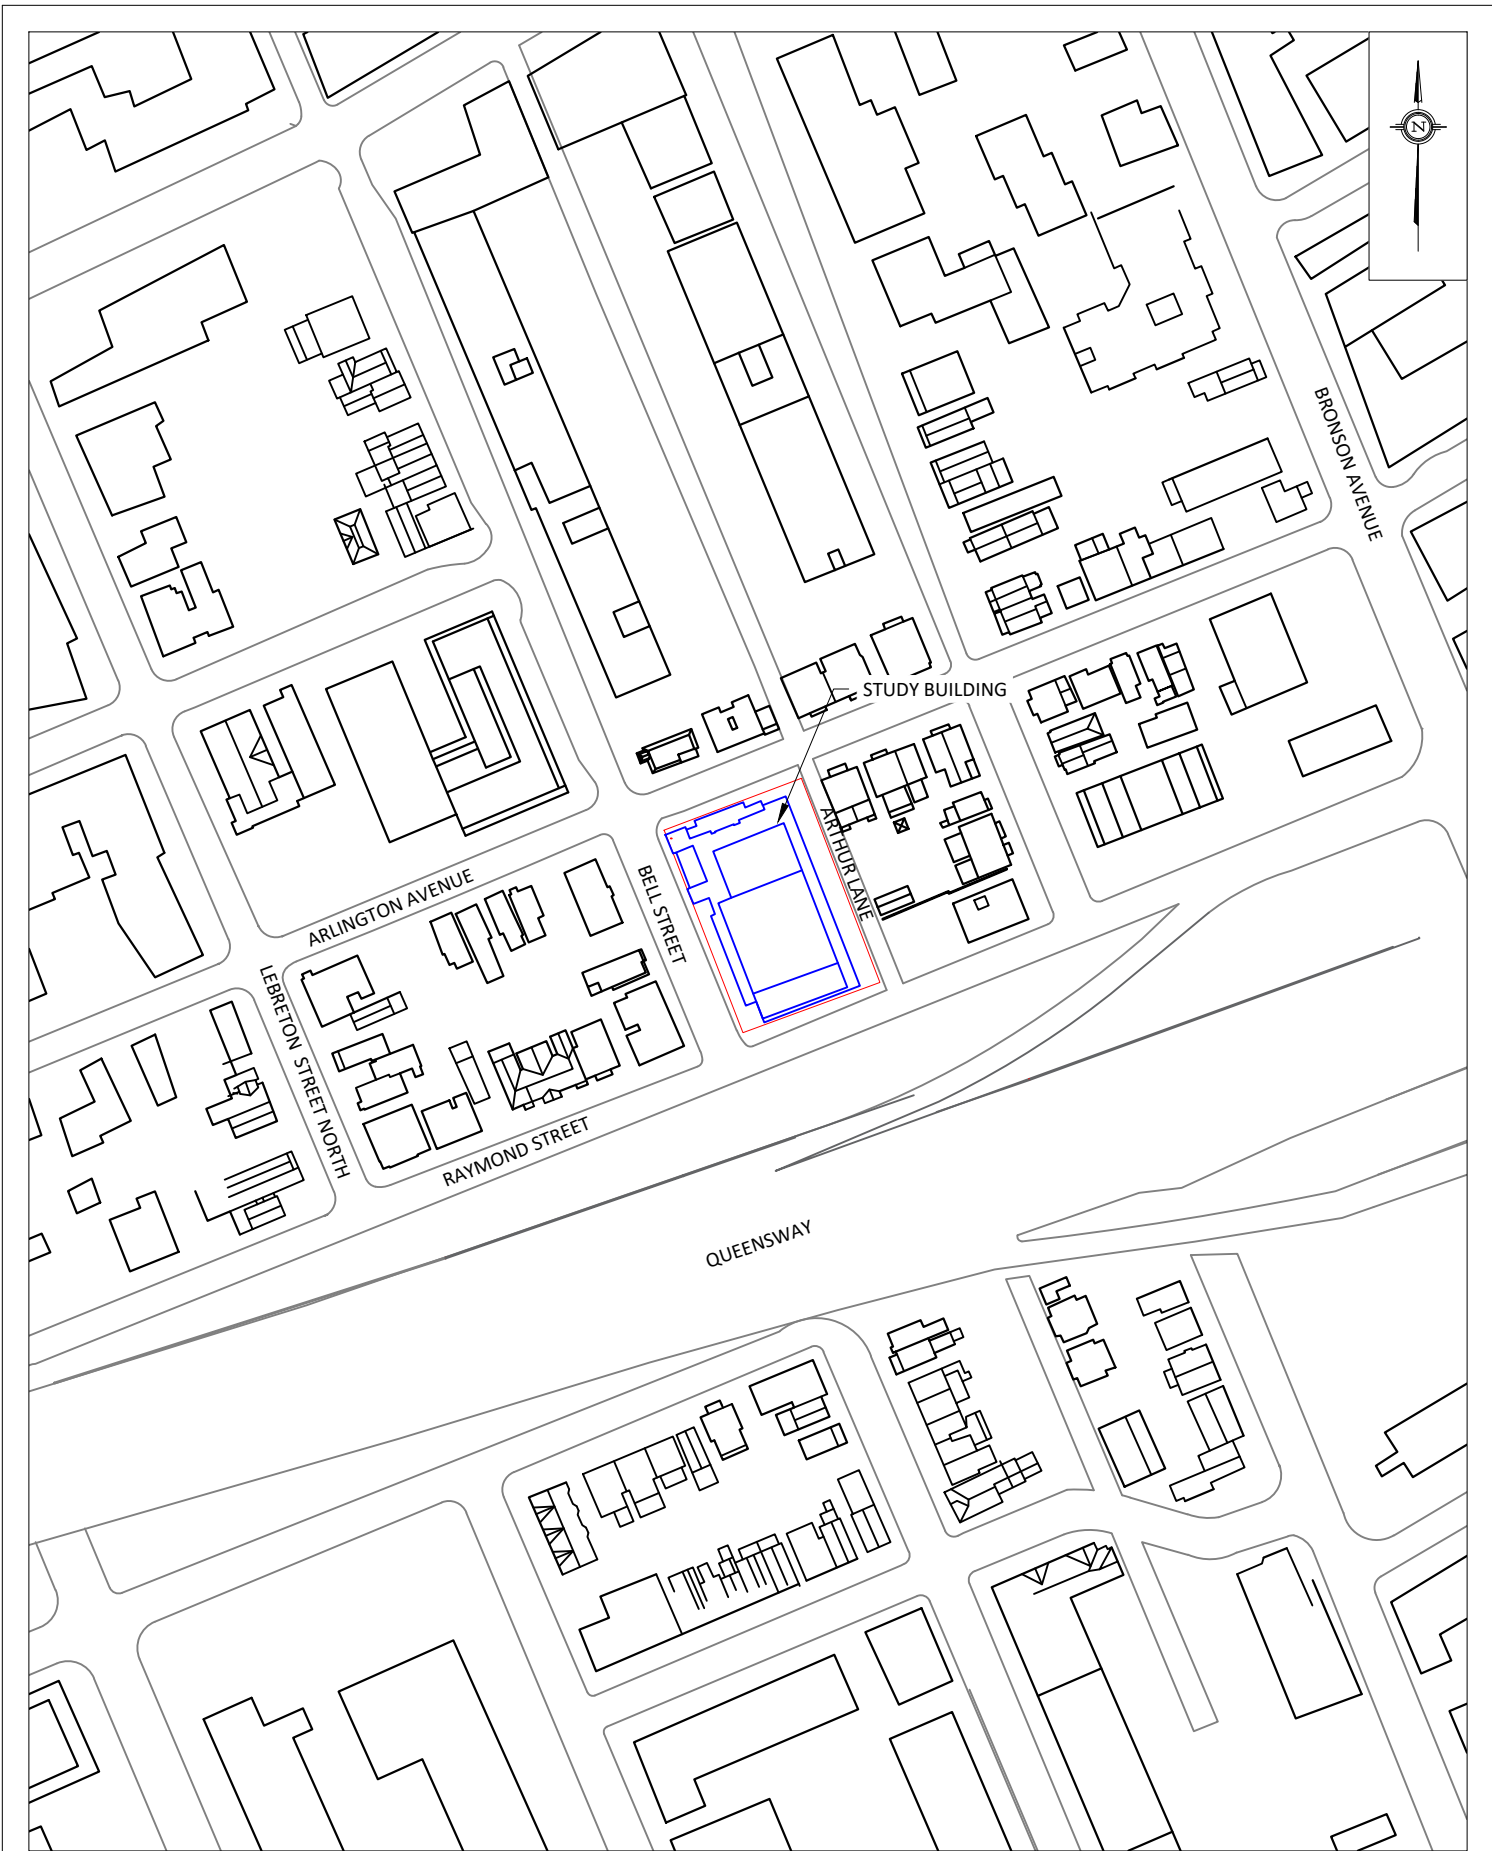 N
BRONSON AVENUE
STUDY BUILDING
ARTHUR LANE
BELL STREET
ARLINGTON AVENUE
LEBRETON STREET NORTH
RAYMOND STREET
QUEENSWAY